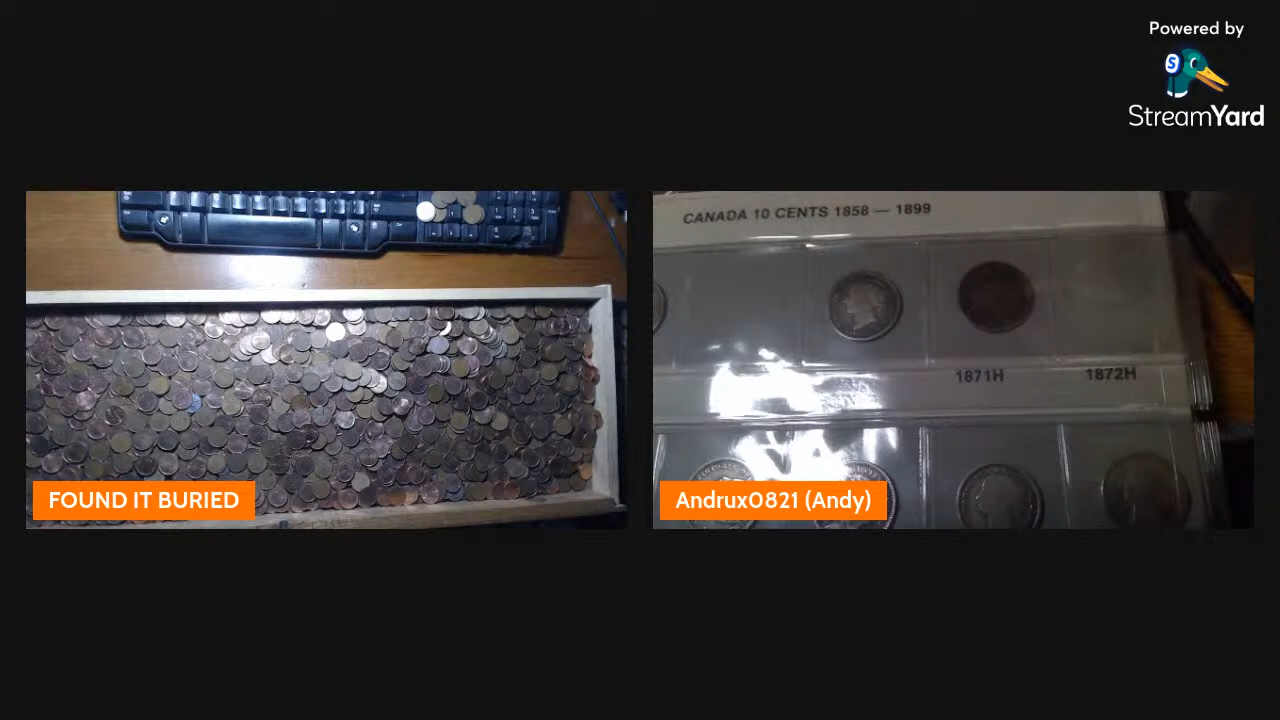 Powered by
S
StreamYard
CANADA 10 CENTS 1858 — 1899
1871H
1872H
FOUND IT BURIED
Andrux0821 (Andy)